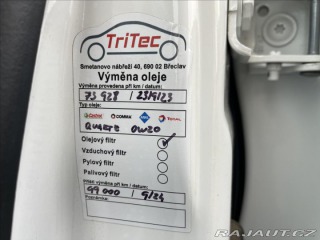 TriTec
Smetanovo nábřeží 40, 690 02 Břeclav
Výměna oleje
Výměna provedena při km / datum:
73 928 / 23/9/23
Typ oleje:
Castrol COMMA TOTAL
QUARTZ 0W20
Olejový filtr
Vzduchový filtr
Pylový filtr
Palivový filtr
Příští výměna při km / datum:
99 000 / 9/24
Poznámka:
RAJAUT.CZ